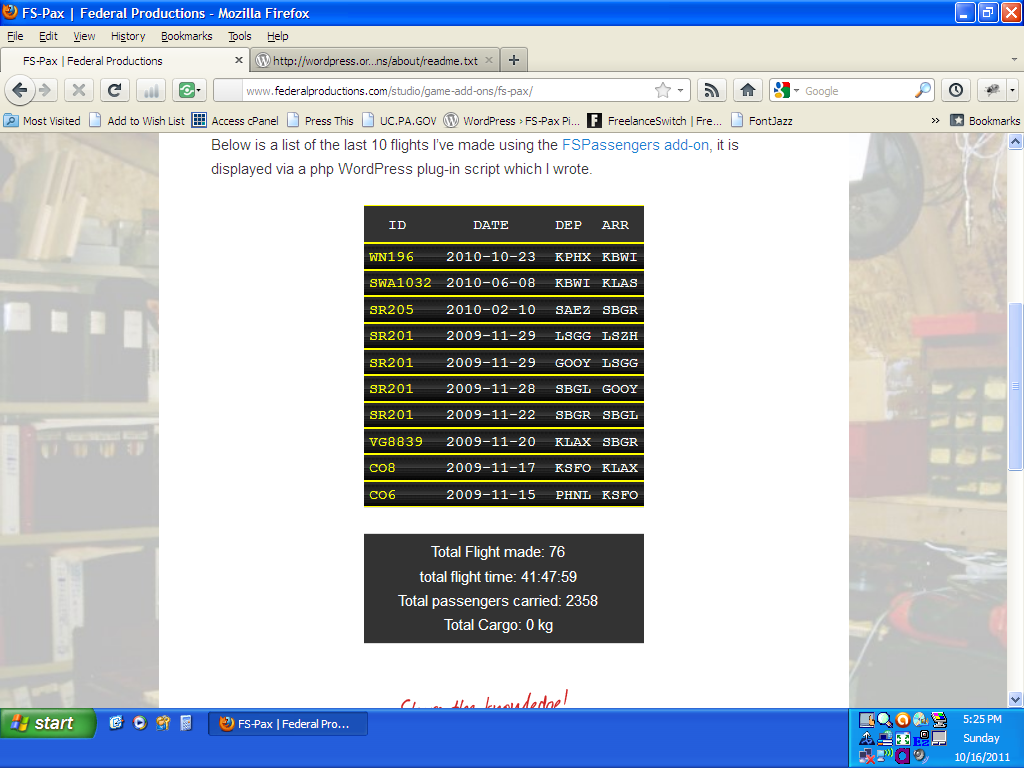 FS-Pax | Federal Productions - Mozilla Firefox
File Edit View History Bookmarks Tools Help
FS-Pax | Federal Productions http://wordpress.or...ns/about/readme.txt
www.federalproductions.com/studio/game-add-ons/fs-pax/ Google
Most Visited Add to Wish List Access cPanel Press This UC.PA.GOV WordPress › FS-Pax Pi... FreelanceSwitch | Fre... FontJazz » Bookmarks
Below is a list of the last 10 flights I've made using the FSPassengers add-on, it is
displayed via a php WordPress plug-in script which I wrote.
ID DATE DEP ARR
WN196 2010-10-23 KPHX KBWI
SWA1032 2010-06-08 KBWI KLAS
SR205 2010-02-10 SAEZ SBGR
SR201 2009-11-29 LSGG LSZH
SR201 2009-11-29 GOOY LSGG
SR201 2009-11-28 SBGL GOOY
SR201 2009-11-22 SBGR SBGL
VG8839 2009-11-20 KLAX SBGR
CO8 2009-11-17 KSFO KLAX
CO6 2009-11-15 PHNL KSFO
Total Flight made: 76
total flight time: 41:47:59
Total passengers carried: 2358
Total Cargo: 0 kg
the knowledge!
start FS-Pax | Federal Pro... 5:25 PM
Sunday
10/16/2011